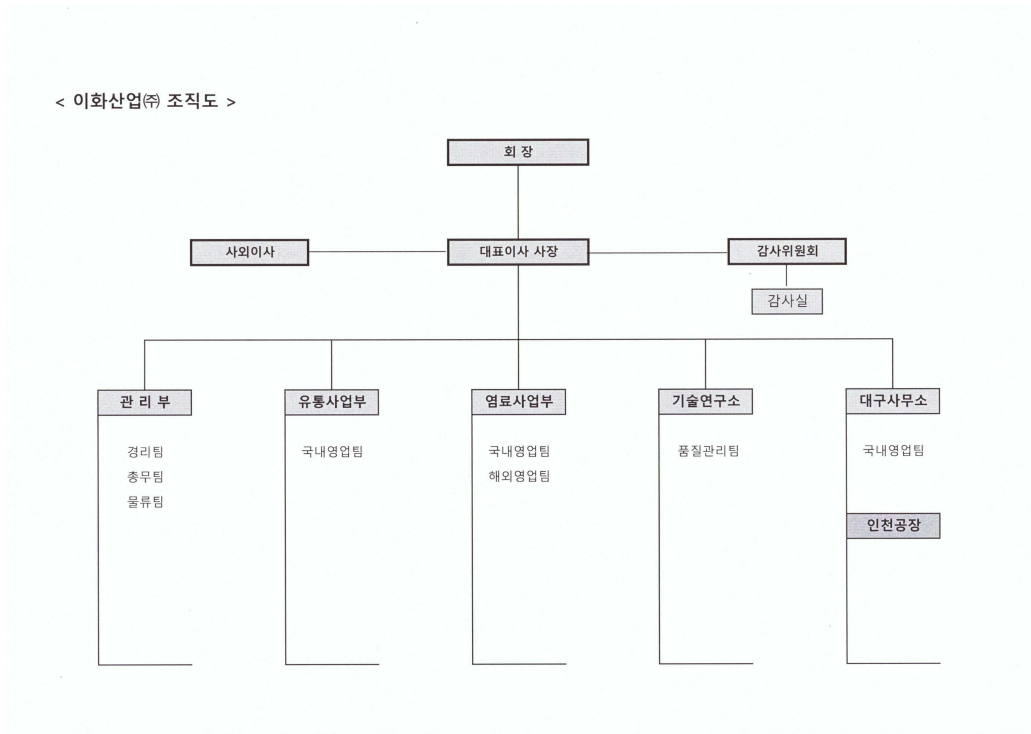 < 이화산업㈜ 조직도 >
회 장
사외이사
대표이사 사장
감사위원회
감사실
관 리 부
유통사업부
염료사업부
기술연구소
대구사무소
경리팀
총무팀
물류팀
국내영업팀
국내영업팀
해외영업팀
품질관리팀
국내영업팀
인천공장